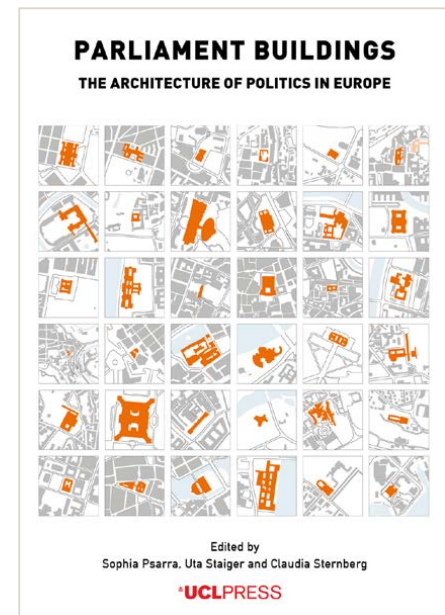 PARLIAMENT BUILDINGS
THE ARCHITECTURE OF POLITICS IN EUROPE
Edited by
Sophia Psarra, Uta Staiger and Claudia Sternberg
UCLPRESS